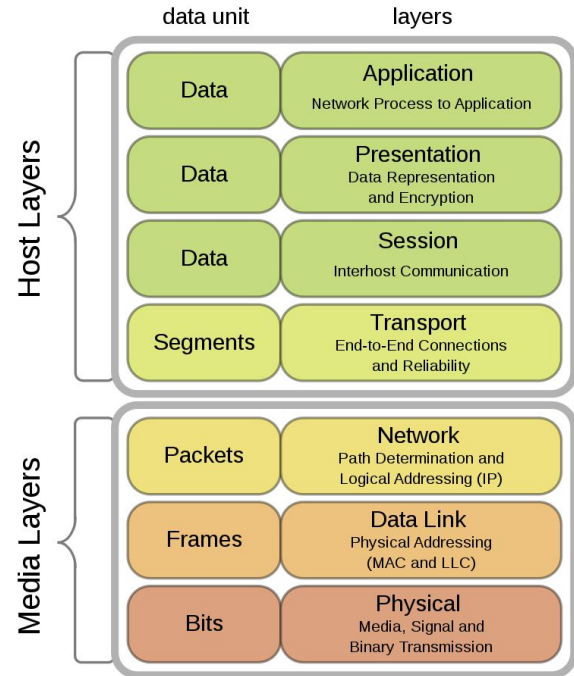 data unit layers
Host Layers
Data
Application
Network Process to Application
Data
Presentation
Data Representation
and Encryption
Data
Session
Interhost Communication
Segments
Transport
End-to-End Connections
and Reliability
Media Layers
Packets
Network
Path Determination and
Logical Addressing (IP)
Frames
Data Link
Physical Addressing
(MAC and LLC)
Bits
Physical
Media, Signal and
Binary Transmission